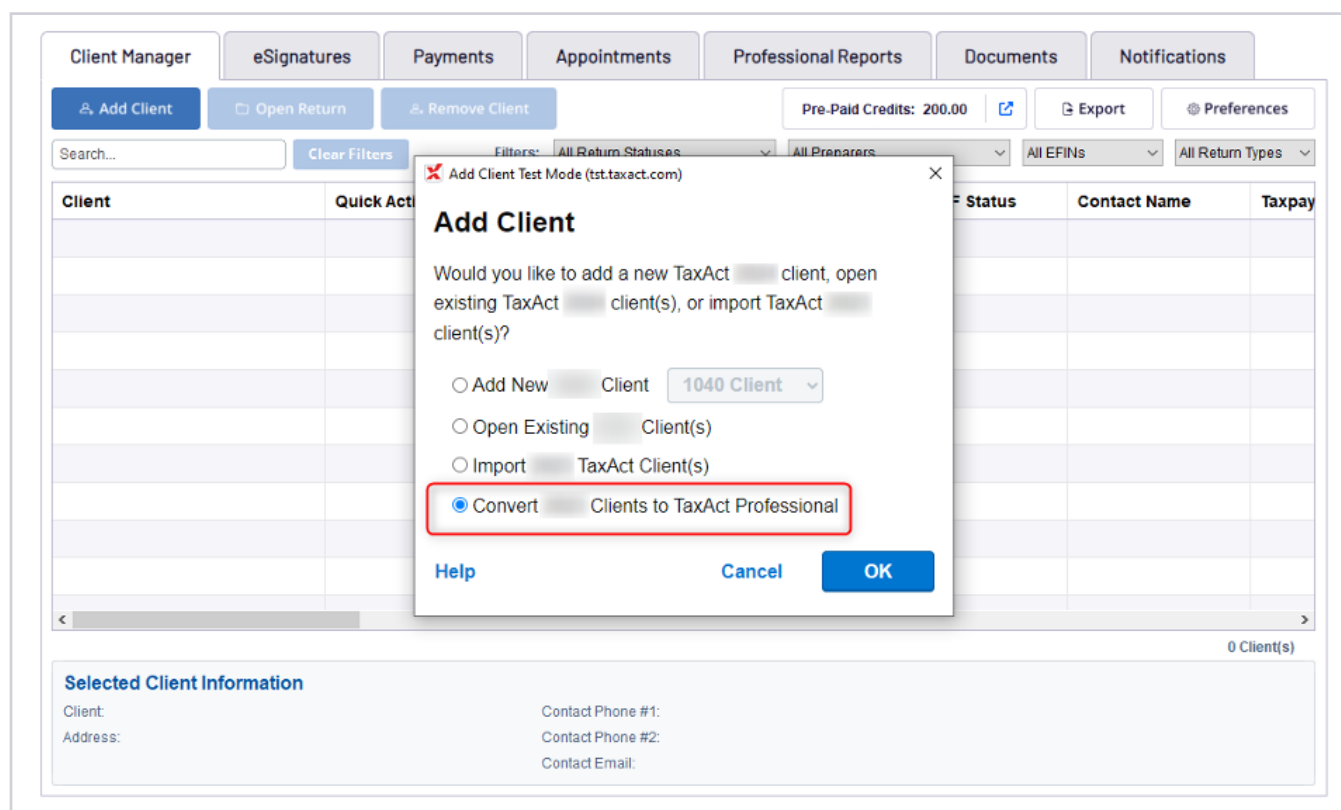 Client Manager eSignatures Payments Appointments Professional Reports Documents Notifications
Add Client Open Return Remove Client Pre-Paid Credits: 200.00 Export Preferences
Search... Clear Filters Filters: All Return Statuses All Preparers All EFINs All Return Types
Add Client Test Mode (tst.taxact.com)
Client Quick Acti F Status Contact Name Taxpay
Add Client
Would you like to add a new TaxAct client, open
existing TaxAct client(s), or import TaxAct
client(s)?
Add New Client 1040 Client
Open Existing Client(s)
Import TaxAct Client(s)
Convert Clients to TaxAct Professional
Help Cancel OK
0 Client(s)
Selected Client Information
Client: Contact Phone #1:
Address: Contact Phone #2:
Contact Email: